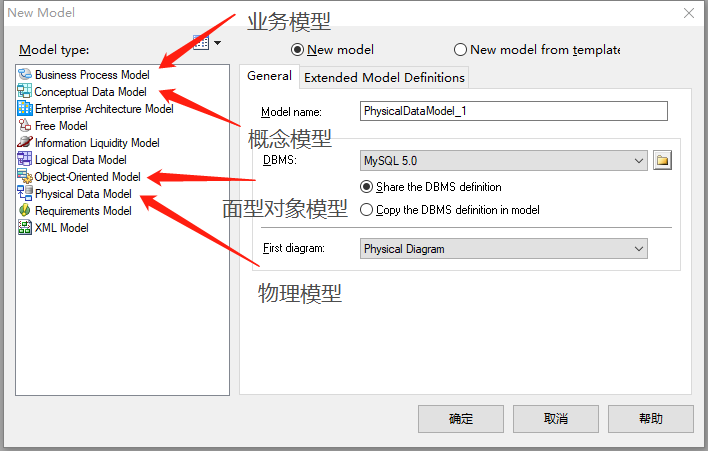 New Model
业务模型
Model type:
New model
New model from template
Business Process Model
Conceptual Data Model
Enterprise Architecture Model
Free Model
Information Liquidity Model
Logical Data Model
Object-Oriented Model
Physical Data Model
Requirements Model
XML Model
概念模型
面型对象模型
物理模型
General
Extended Model Definitions
Model name:
PhysicalDataModel_1
DBMS:
MySQL 5.0
Share the DBMS definition
Copy the DBMS definition in model
First diagram:
Physical Diagram
确定
取消
帮助